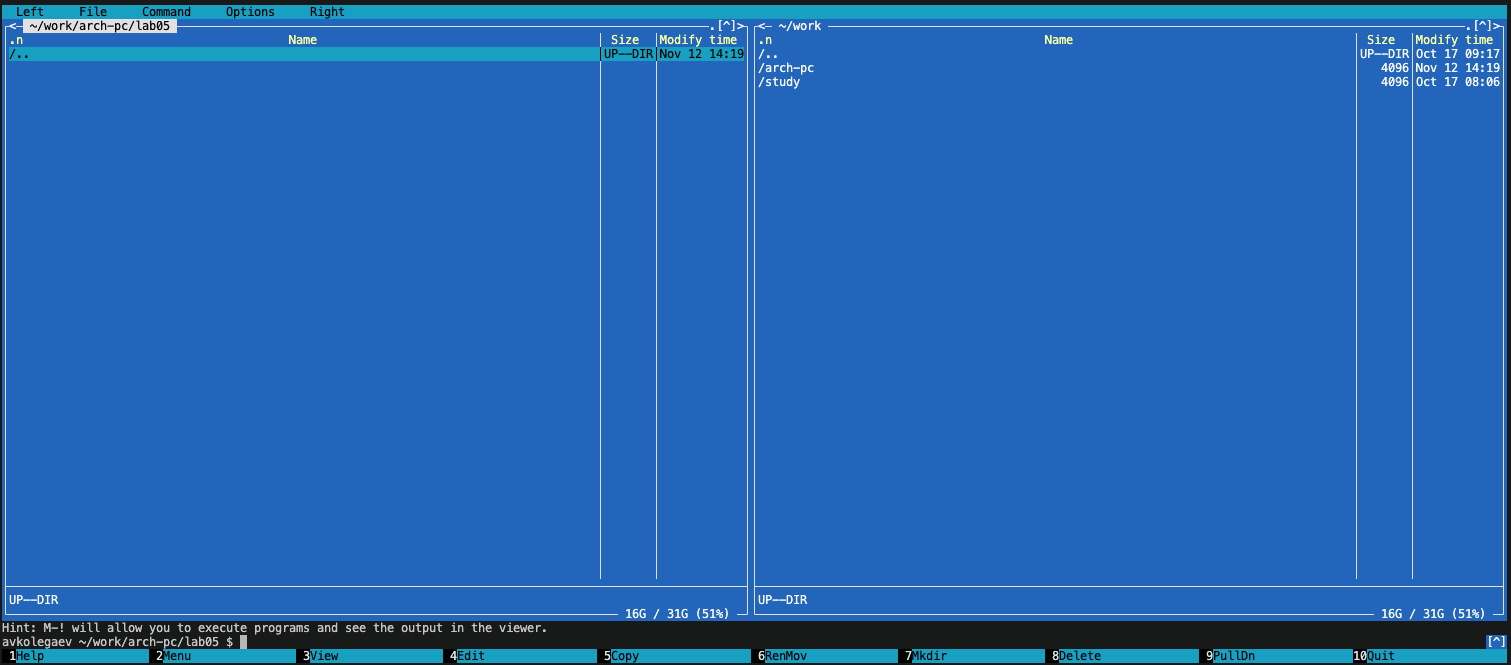 Left File Command Options Right
<─ ~/work/arch-pc/lab05 .[^]>
.n Name Size Modify time
/.. UP--DIR Nov 12 14:19
UP--DIR
16G / 31G (51%)
<─ ~/work .[^]>
.n Name Size Modify time
/.. UP--DIR Oct 17 09:17
/arch-pc 4096 Nov 12 14:19
/study 4096 Oct 17 08:06
UP--DIR
16G / 31G (51%)
Hint: M-! will allow you to execute programs and see the output in the viewer.
avkolegaev ~/work/arch-pc/lab05 $ [^]
1Help 2Menu 3View 4Edit 5Copy 6RenMov 7Mkdir 8Delete 9PullDn 10Quit